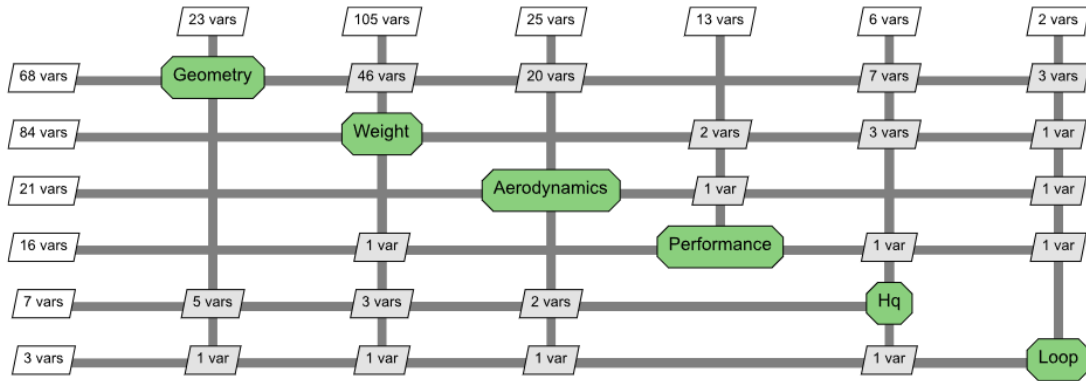 23 vars 105 vars 25 vars 13 vars 6 vars 2 vars
68 vars Geometry 46 vars 20 vars 7 vars 3 vars
84 vars Weight 2 vars 3 vars 1 var
21 vars Aerodynamics 1 var 1 var
16 vars 1 var Performance 1 var 1 var
7 vars 5 vars 3 vars 2 vars Hq
3 vars 1 var 1 var 1 var 1 var Loop